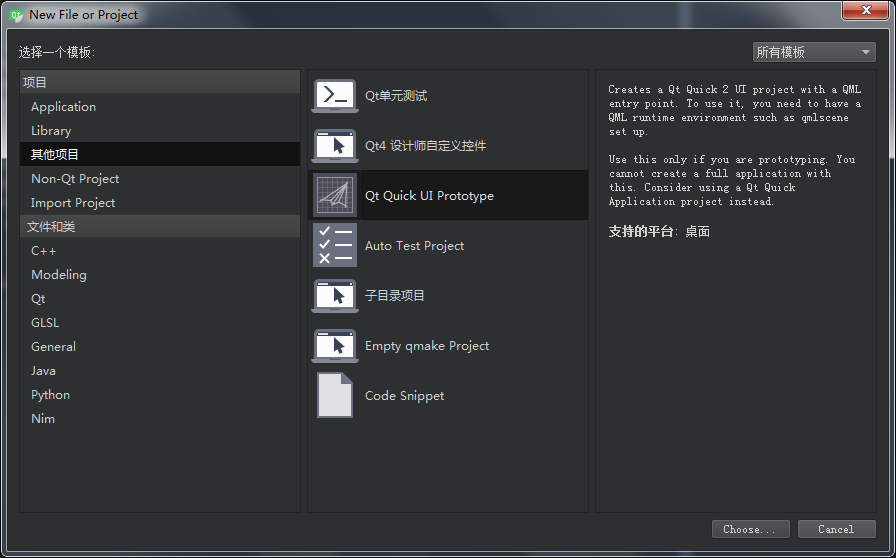 New File or Project
选择一个模板:
所有模板
项目
Application
Library
其他项目
Non-Qt Project
Import Project
文件和类
C++
Modeling
Qt
GLSL
General
Java
Python
Nim
Qt单元测试
Qt4 设计师自定义控件
Qt Quick UI Prototype
Auto Test Project
子目录项目
Empty qmake Project
Code Snippet
Creates a Qt Quick 2 UI project with a QML
entry point. To use it, you need to have a
QML runtime environment such as qmlscene
set up.
Use this only if you are prototyping. You
cannot create a full application with
this. Consider using a Qt Quick
Application project instead.
支持的平台: 桌面
Choose...
Cancel